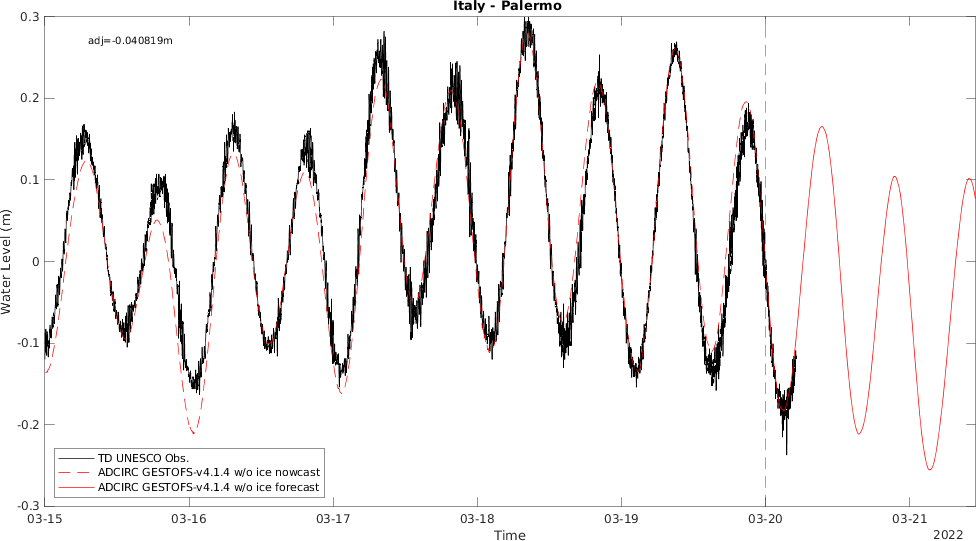 Italy - Palermo
adj=-0.040819m
0.3
0.2
0.1
0
-0.1
-0.2
-0.3
Water Level (m)
TD UNESCO Obs.
ADCIRC GESTOFS-v4.1.4 w/o ice nowcast
ADCIRC GESTOFS-v4.1.4 w/o ice forecast
03-15 03-16 03-17 03-18 03-19 03-20 03-21
Time
2022